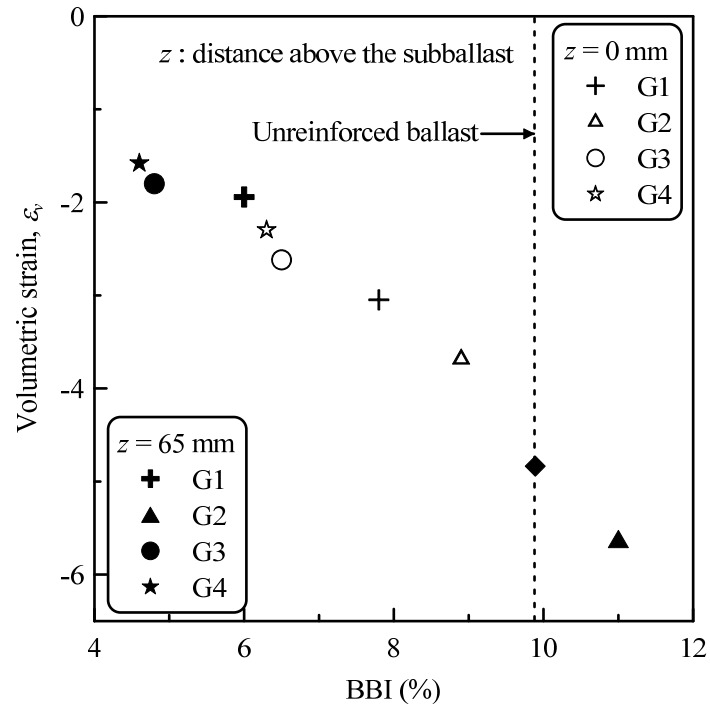 0
-2
-4
-6
Volumetric strain, εv
z : distance above the subballast
Unreinforced ballast
z = 0 mm
G1
G2
G3
G4
z = 65 mm
G1
G2
G3
G4
4
6
8
10
12
BBI (%)